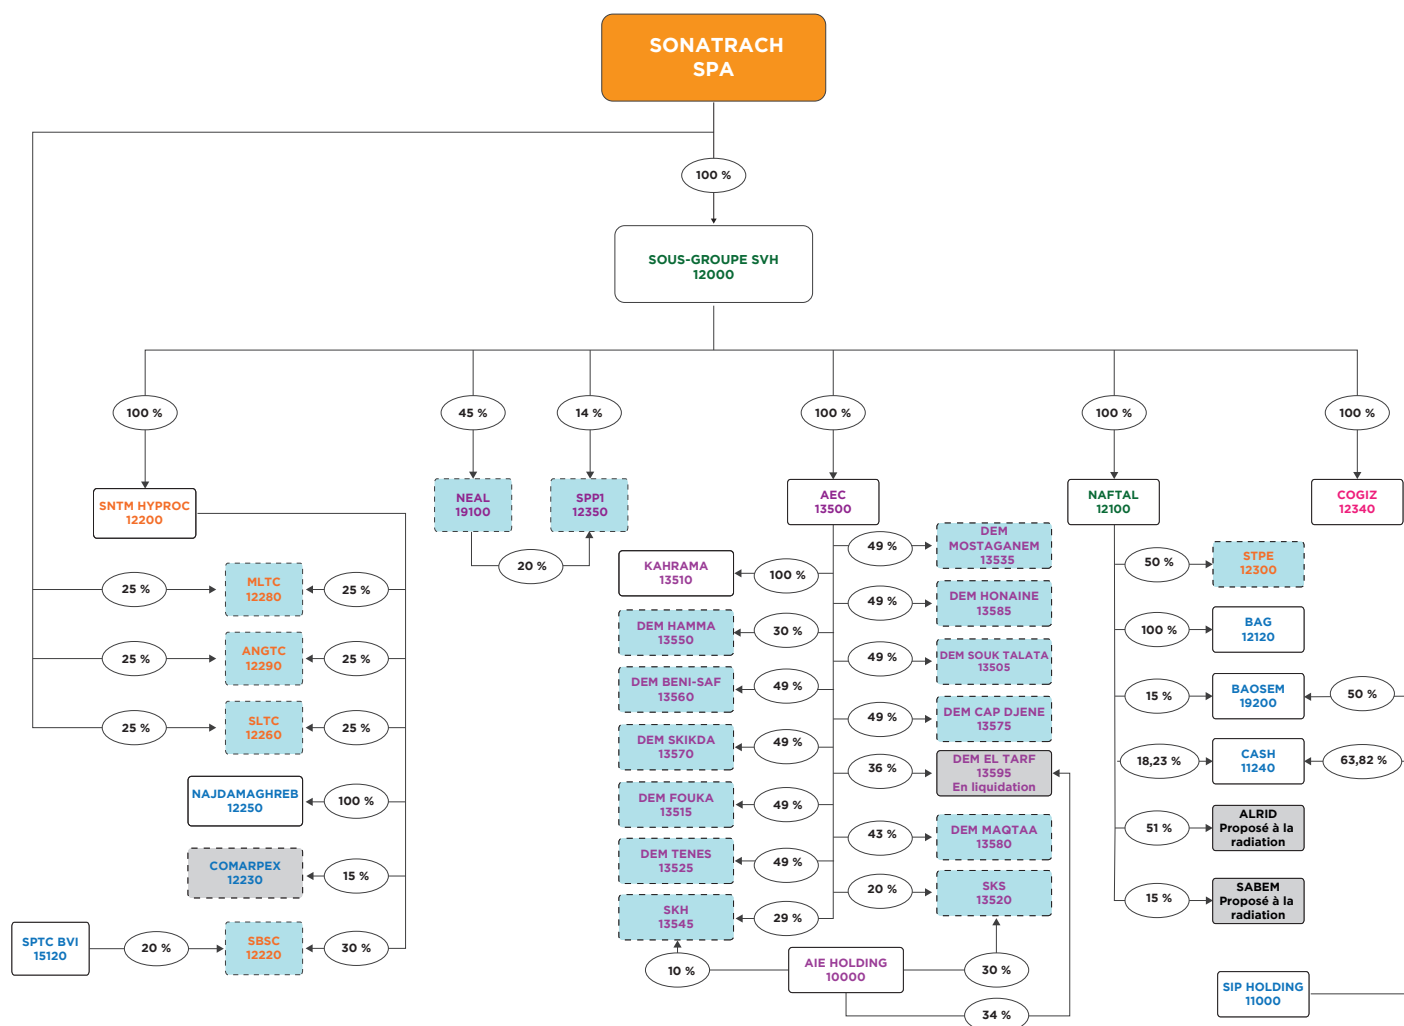 SONATRACH
SPA
100 %
SOUS-GROUPE SVH
12000
100 %
45 %
14 %
100 %
100 %
100 %
SNTM HYPROC
12200
NEAL
19100
SPP1
12350
AEC
13500
NAFTAL
12100
COGIZ
12340
20 %
25 %
MLTC
12280
25 %
25 %
ANGTC
12290
25 %
25 %
SLTC
12260
25 %
NAJDAMAGHREB
12250
100 %
COMARPEX
12230
15 %
SPTC BVI
15120
20 %
SBSC
12220
30 %
KAHRAMA
13510
100 %
DEM HAMMA
13550
30 %
DEM BENI-SAF
13560
49 %
DEM SKIKDA
13570
49 %
DEM FOUKA
13515
49 %
DEM TENES
13525
49 %
SKH
13545
29 %
49 %
DEM
MOSTAGANEM
13535
49 %
DEM HONAINE
13585
49 %
DEM SOUK TALATA
13505
49 %
DEM CAP DJENE
13575
36 %
DEM EL TARF
13595
En liquidation
43 %
DEM MAQTAA
13580
20 %
SKS
13520
10 %
AIE HOLDING
10000
30 %
34 %
50 %
STPE
12300
100 %
BAG
12120
15 %
BAOSEM
19200
50 %
18,23 %
CASH
11240
63,82 %
51 %
ALRID
Proposé à la
radiation
15 %
SABEM
Proposé à la
radiation
SIP HOLDING
11000